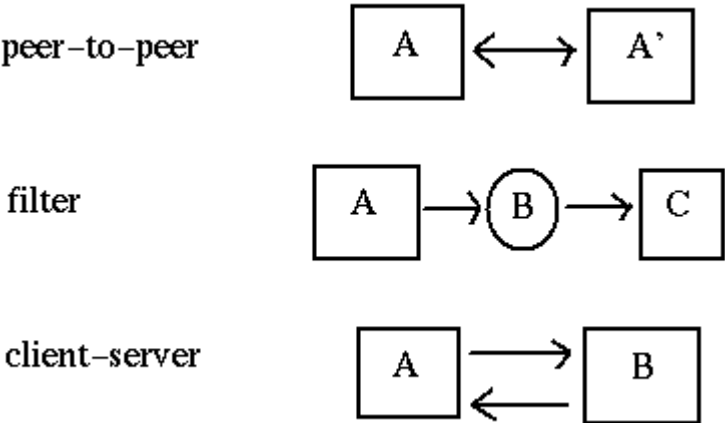 peer–to–peer A A’
filter A B C
client–server A B